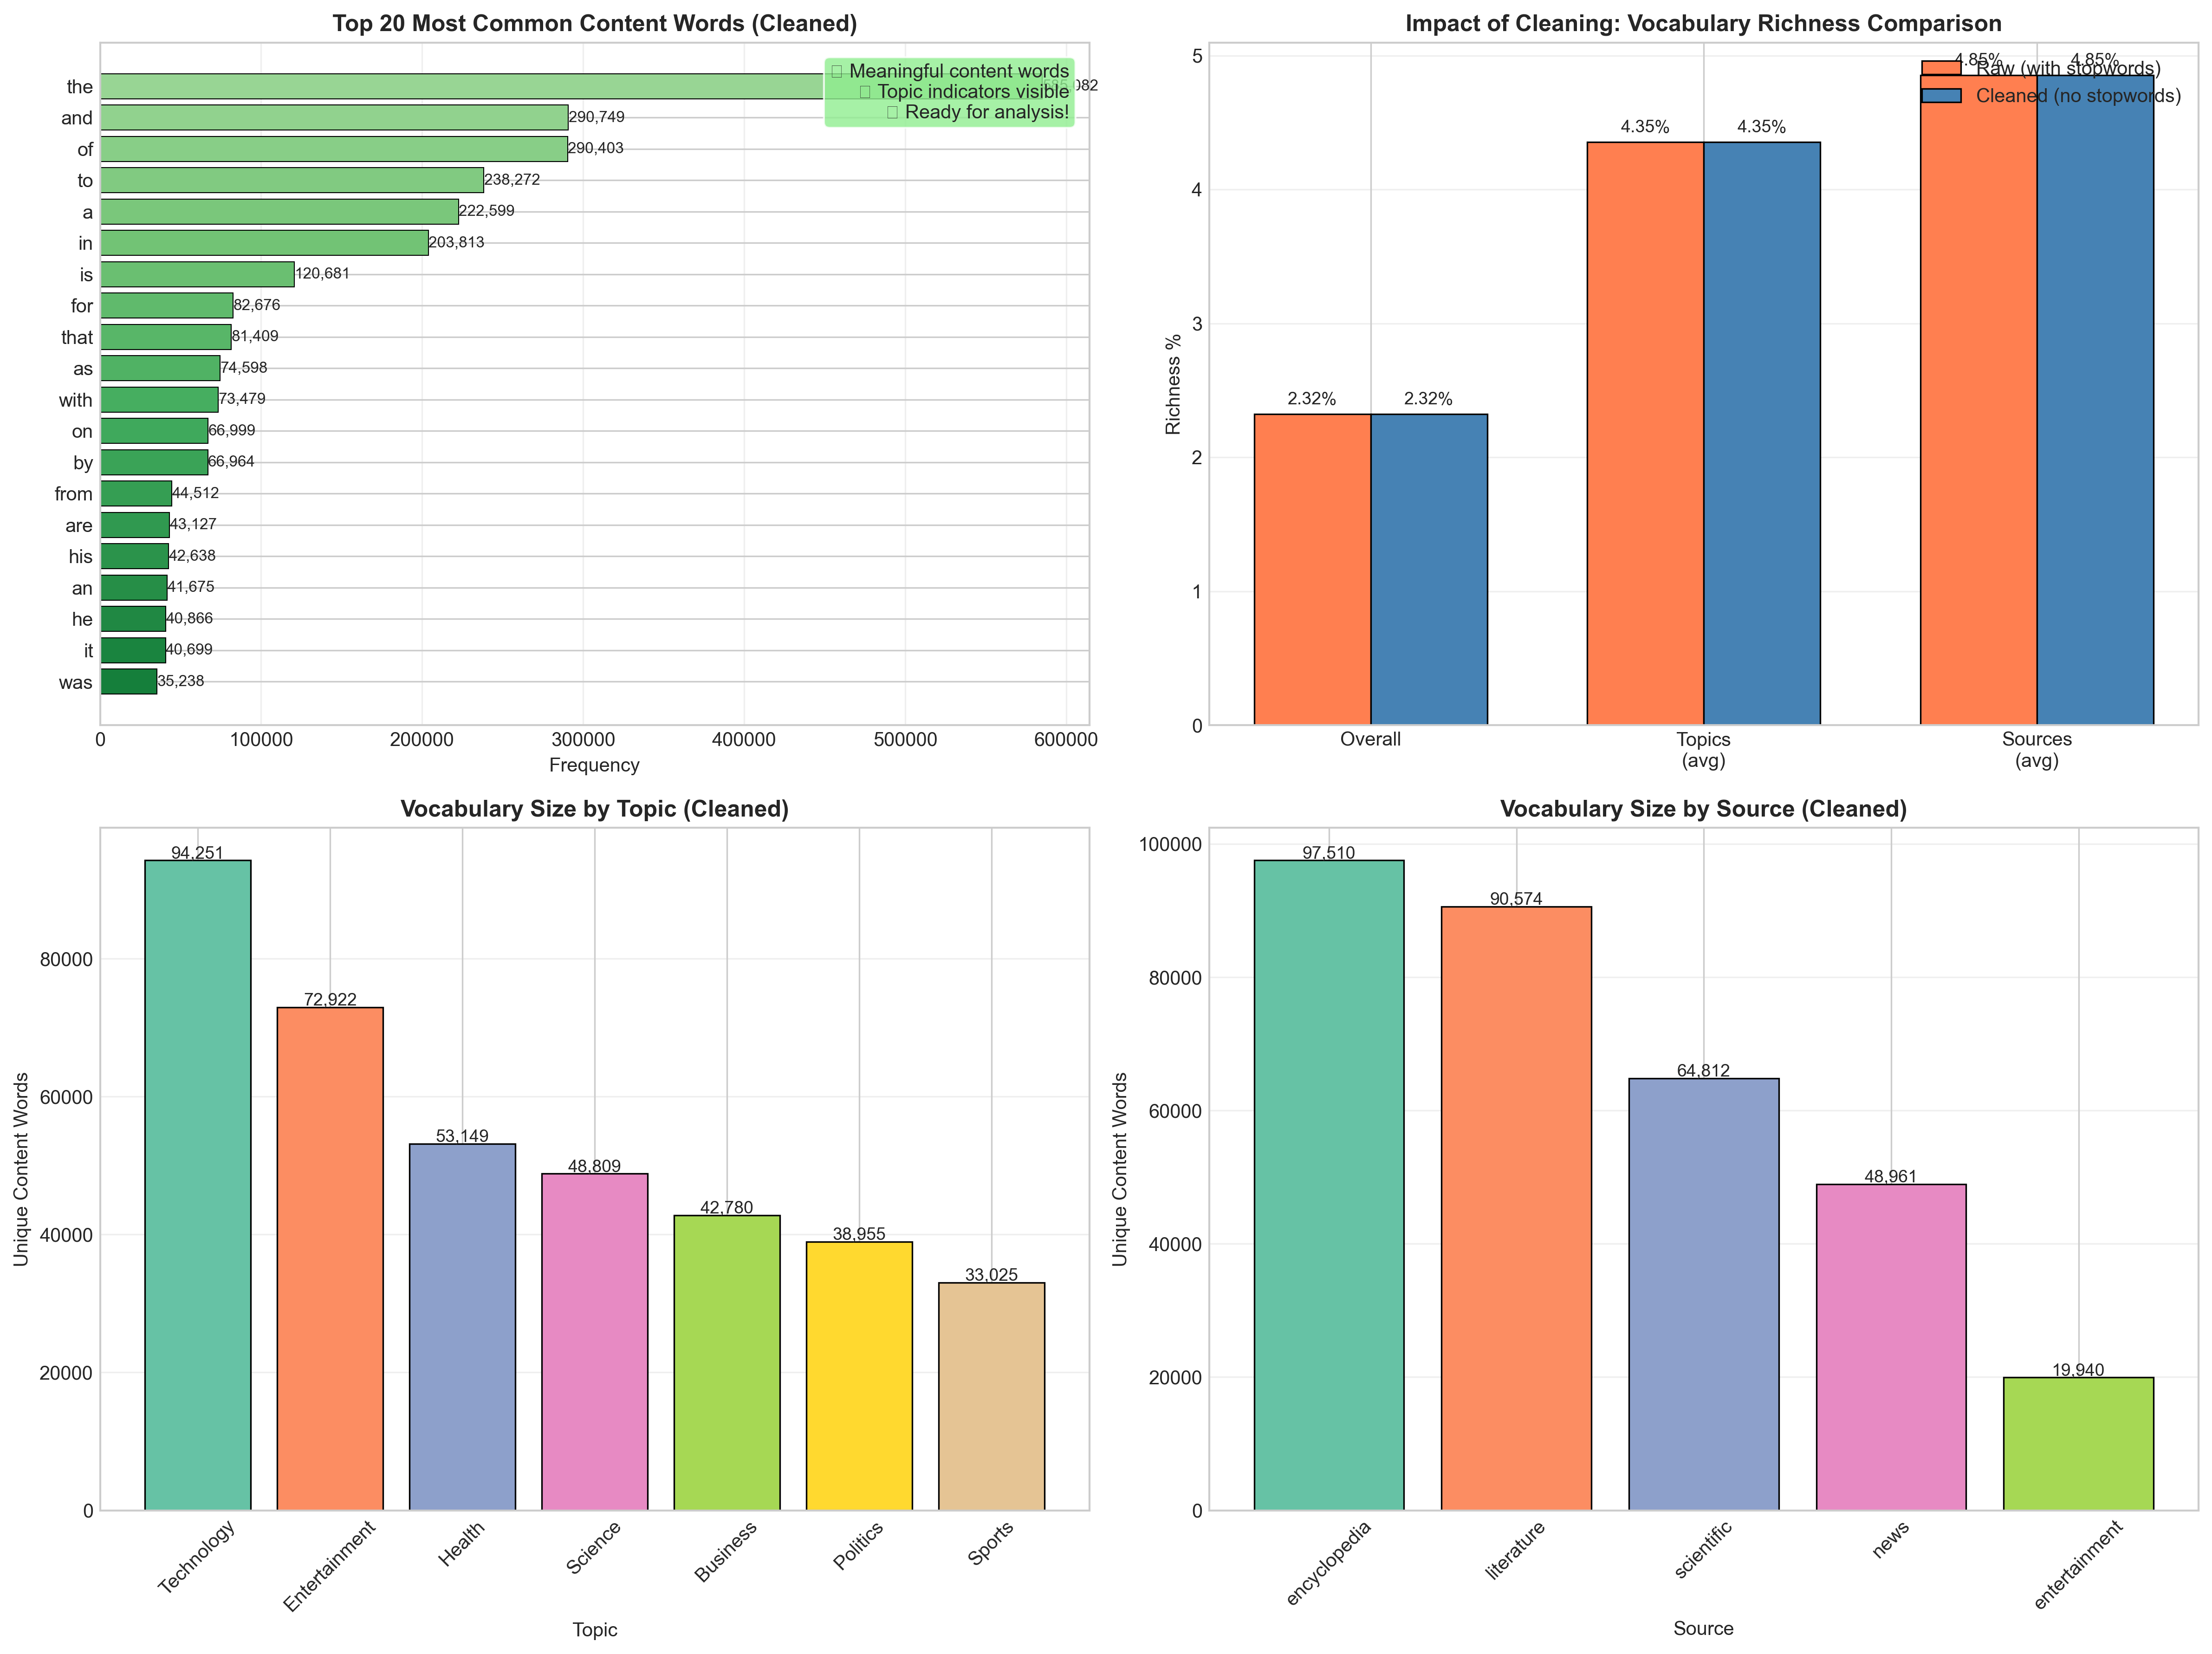 Top 20 Most Common Content Words (Cleaned)
the
and
290,749
of
290,403
to
238,272
a
222,599
in
203,813
is
120,681
for
82,676
that
81,409
as
74,598
with
73,479
on
66,999
by
66,964
from
44,512
are
43,127
his
42,638
an
41,675
he
40,866
it
40,699
was
35,238
Meaningful content words
Topic indicators visible
Ready for analysis!
0 100000 200000 300000 400000 500000 600000
Frequency
Impact of Cleaning: Vocabulary Richness Comparison
Raw (with stopwords)
Cleaned (no stopwords)
Richness %
5
4
3
2
1
0
2.32% 2.32%
4.35% 4.35%
4.85% 4.85%
Overall
Topics
(avg)
Sources
(avg)
Vocabulary Size by Topic (Cleaned)
Unique Content Words
80000
60000
40000
20000
0
94,251
72,922
53,149
48,809
42,780
38,955
33,025
Technology
Entertainment
Health
Science
Business
Politics
Sports
Topic
Vocabulary Size by Source (Cleaned)
Unique Content Words
100000
80000
60000
40000
20000
0
97,510
90,574
64,812
48,961
19,940
encyclopedia
literature
scientific
news
entertainment
Source